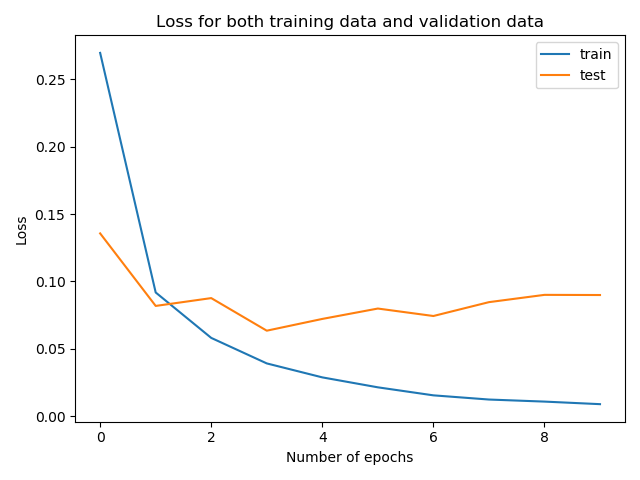 Loss for both training data and validation data
train
test
0.25
0.20
0.15
0.10
0.05
0.00
Loss
0 2 4 6 8
Number of epochs